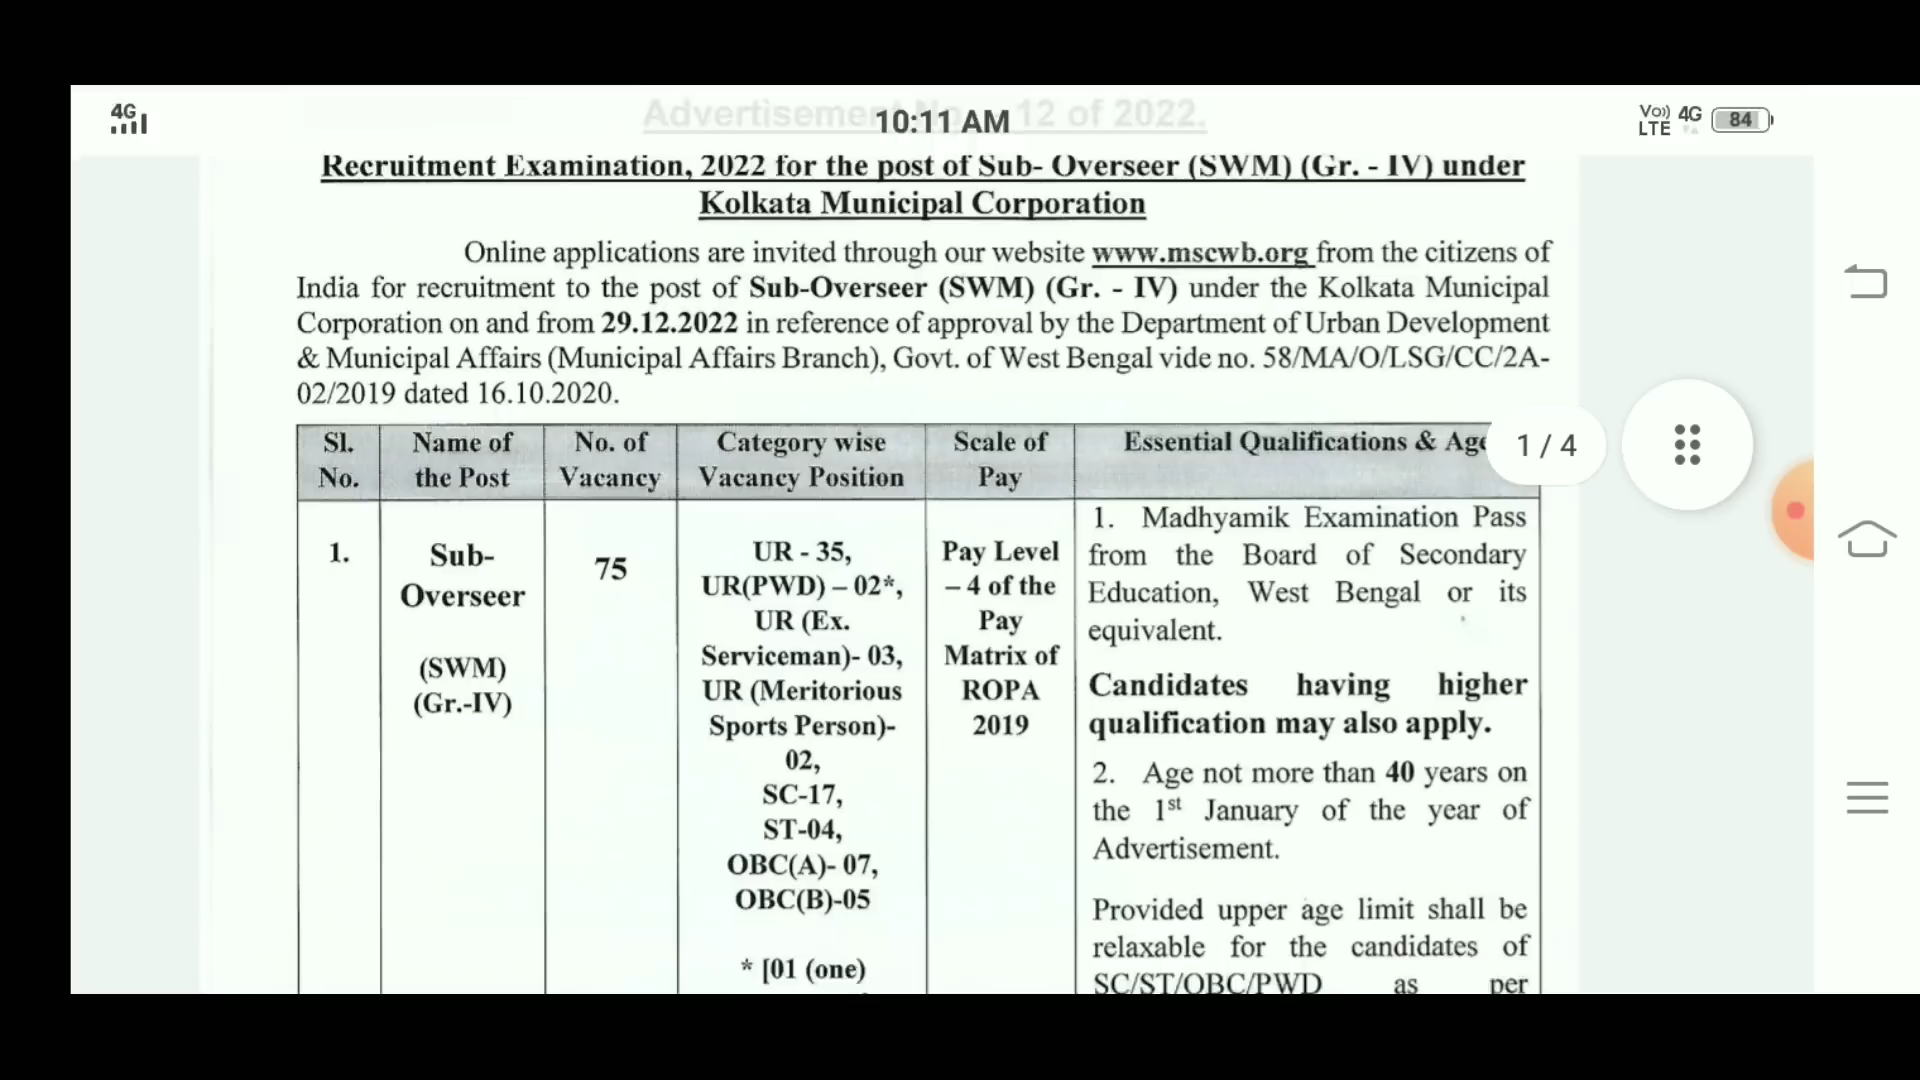 4G
10:11 AM
Vo)) 4G
LTE
84
Advertisemen 12 of 2022.
Recruitment Examination, 2022 for the post of Sub- Overseer (SWM) (Gr. - IV) under
Kolkata Municipal Corporation
Online applications are invited through our website www.mscwb.org from the citizens of
India for recruitment to the post of Sub-Overseer (SWM) (Gr. - IV) under the Kolkata Municipal
Corporation on and from 29.12.2022 in reference of approval by the Department of Urban Development
& Municipal Affairs (Municipal Affairs Branch), Govt. of West Bengal vide no. 58/MA/O/LSG/CC/2A-
02/2019 dated 16.10.2020.
Sl.
No.
Name of
the Post
No. of
Vacancy
Category wise
Vacancy Position
Scale of
Pay
Essential Qualifications & Age
1 / 4
1.
Sub-
Overseer
(SWM)
(Gr.-IV)
75
UR - 35,
UR(PWD) – 02*,
UR (Ex.
Serviceman)- 03,
UR (Meritorious
Sports Person)-
02,
SC-17,
ST-04,
OBC(A)- 07,
OBC(B)-05
* [01 (one)
Pay Level
– 4 of the
Pay
Matrix of
ROPA
2019
1. Madhyamik Examination Pass
from the Board of Secondary
Education, West Bengal or its
equivalent.
Candidates having higher
qualification may also apply.
2. Age not more than 40 years on
the 1st January of the year of
Advertisement.
Provided upper age limit shall be
relaxable for the candidates of
SC/ST/OBC/PWD as per